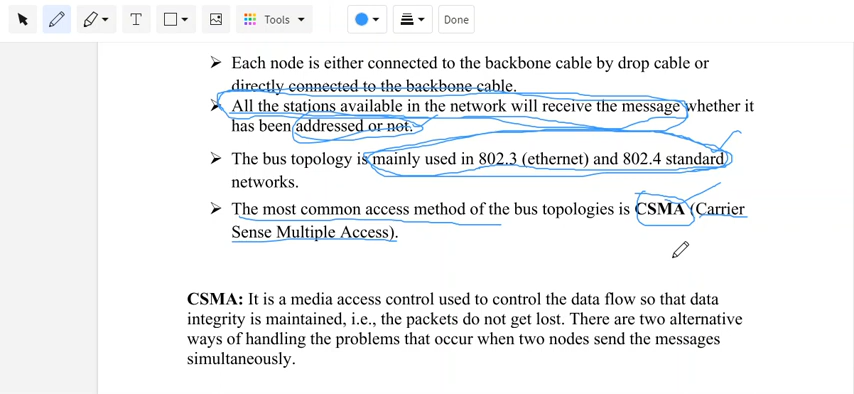 T Tools Done
➢ Each node is either connected to the backbone cable by drop cable or
directly connected to the backbone cable.
➢ All the stations available in the network will receive the message whether it
has been addressed or not.
➢ The bus topology is mainly used in 802.3 (ethernet) and 802.4 standard
networks.
➢ The most common access method of the bus topologies is CSMA (Carrier
Sense Multiple Access).
CSMA: It is a media access control used to control the data flow so that data
integrity is maintained, i.e., the packets do not get lost. There are two alternative
ways of handling the problems that occur when two nodes send the messages
simultaneously.